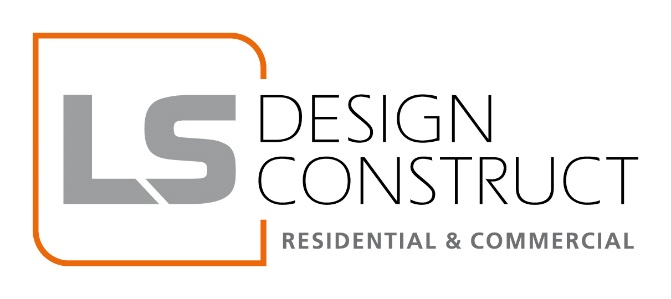 LS
DESIGN
CONSTRUCT
RESIDENTIAL & COMMERCIAL